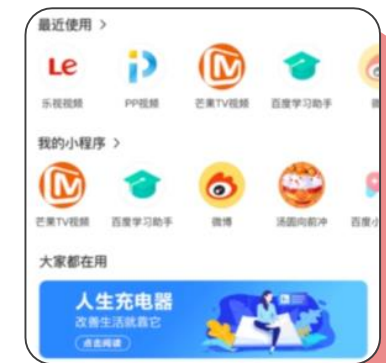 最近使用 >
Le
乐视视频 PP视频 芒果TV视频 百度学习助手
我的小程序 >
芒果TV视频 百度学习助手 微博 汤圆向前冲 百度小
大家都在用
人生充电器
改善生活就靠它
点击阅读